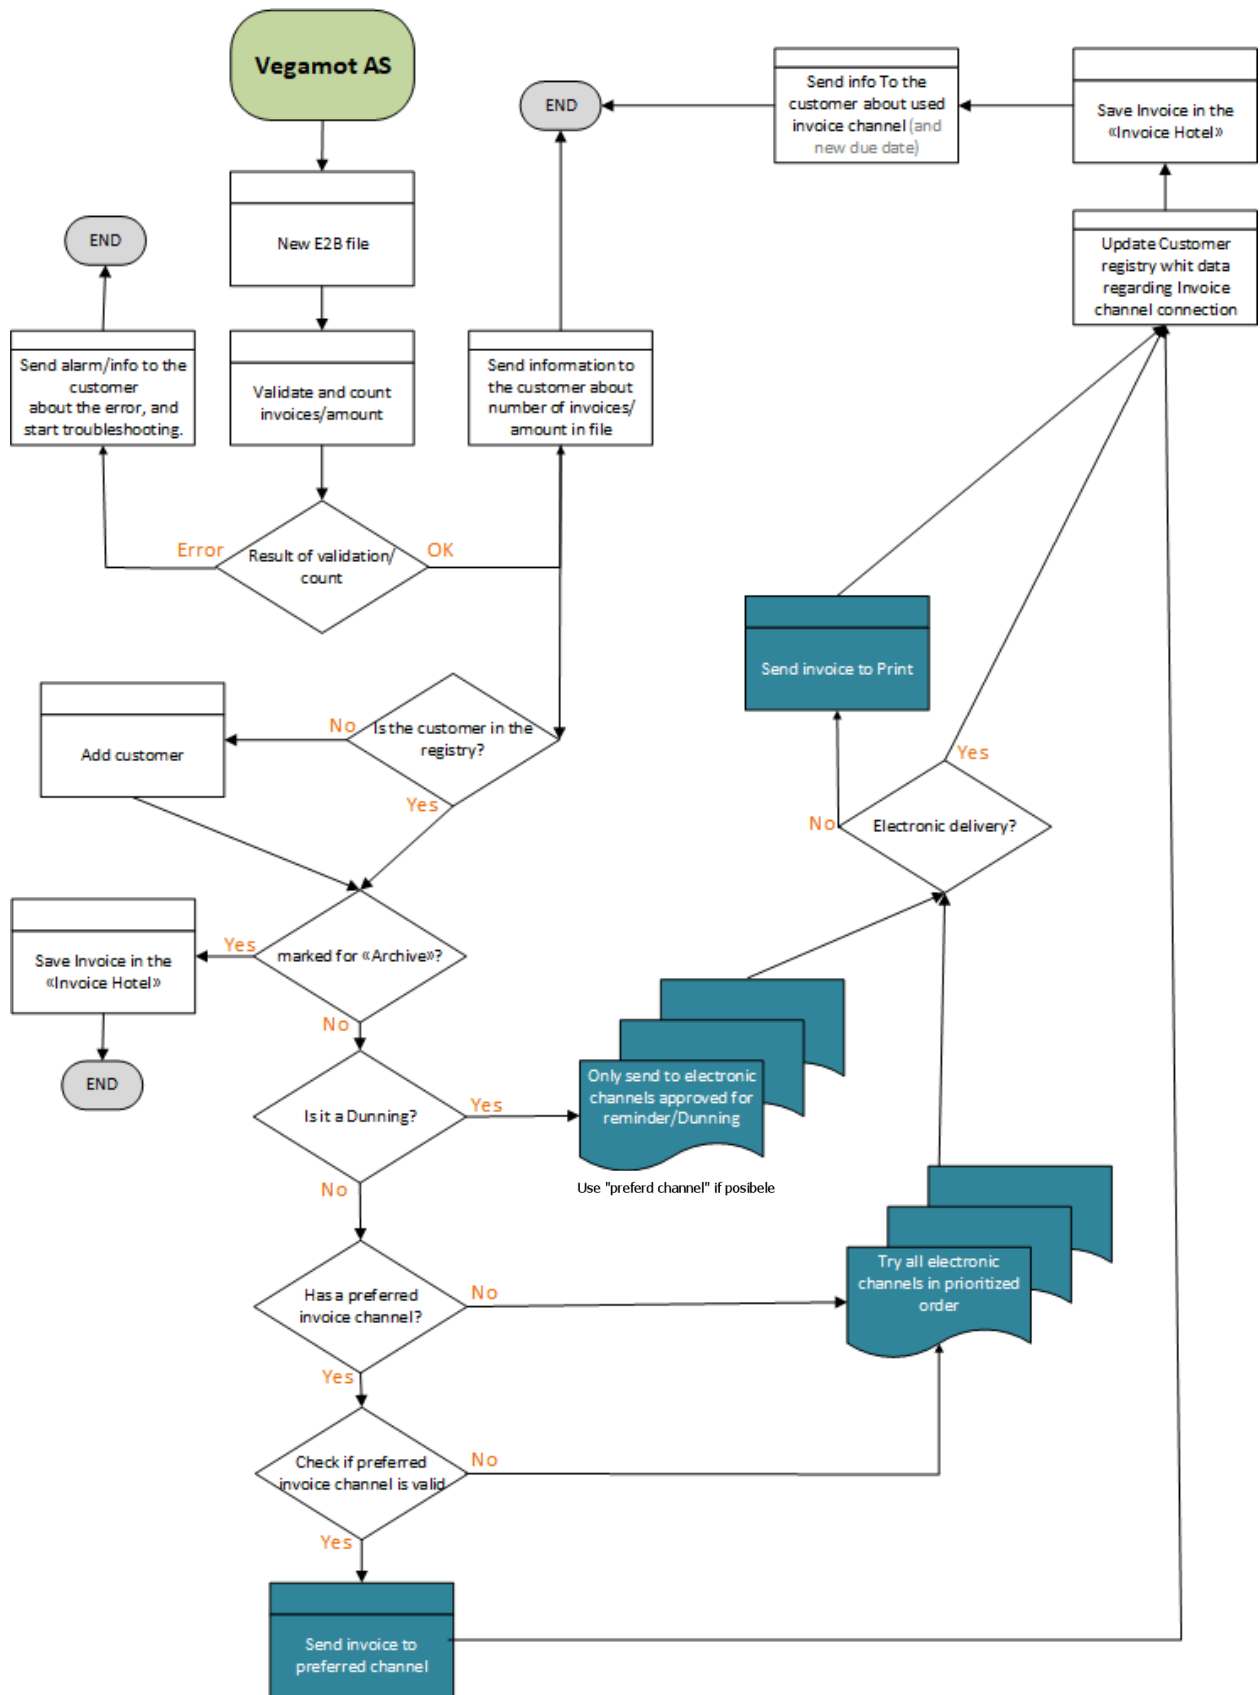 Vegamot AS
END
Send info To the
customer about used
invoice channel (and
new due date)
Save Invoice in the
«Invoice Hotel»
New E2B file
END
Update Customer
registry whit data
regarding Invoice
channel connection
Send alarm/info to the
customer
about the error, and
start troubleshooting.
Validate and count
invoices/amount
Send information to
the customer about
number of invoices/
amount in file
Error
Result of validation/
count
OK
Send invoice to Print
No
Is the customer in the
registry?
Yes
Add customer
Yes
No
Electronic delivery?
Yes
marked for «Archive»?
No
Save Invoice in the
«Invoice Hotel»
END
Is it a Dunning?
Yes
No
Only send to electronic
channels approved for
reminder/Dunning
Use "preferd channel" if posibele
Has a preferred
invoice channel?
No
Yes
Try all electronic
channels in prioritized
order
Check if preferred
invoice channel is valid
No
Yes
Send invoice to
preferred channel